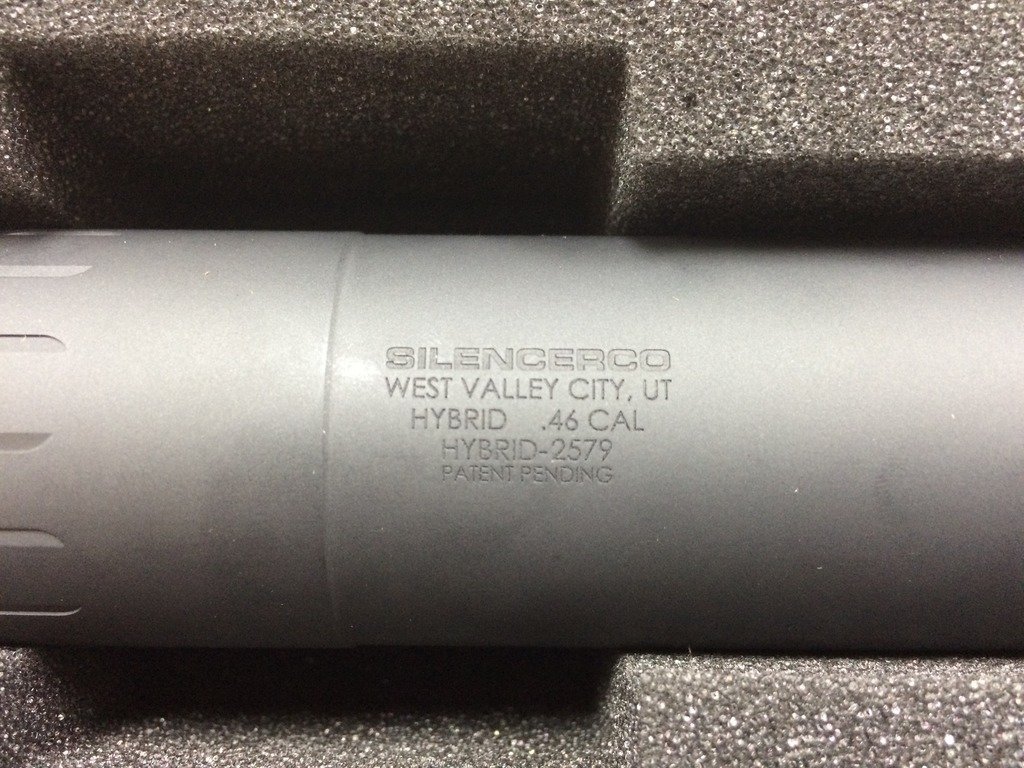 SILENCERCO
WEST VALLEY CITY, UT
HYBRID .46 CAL
HYBRID-2579
PATENT PENDING